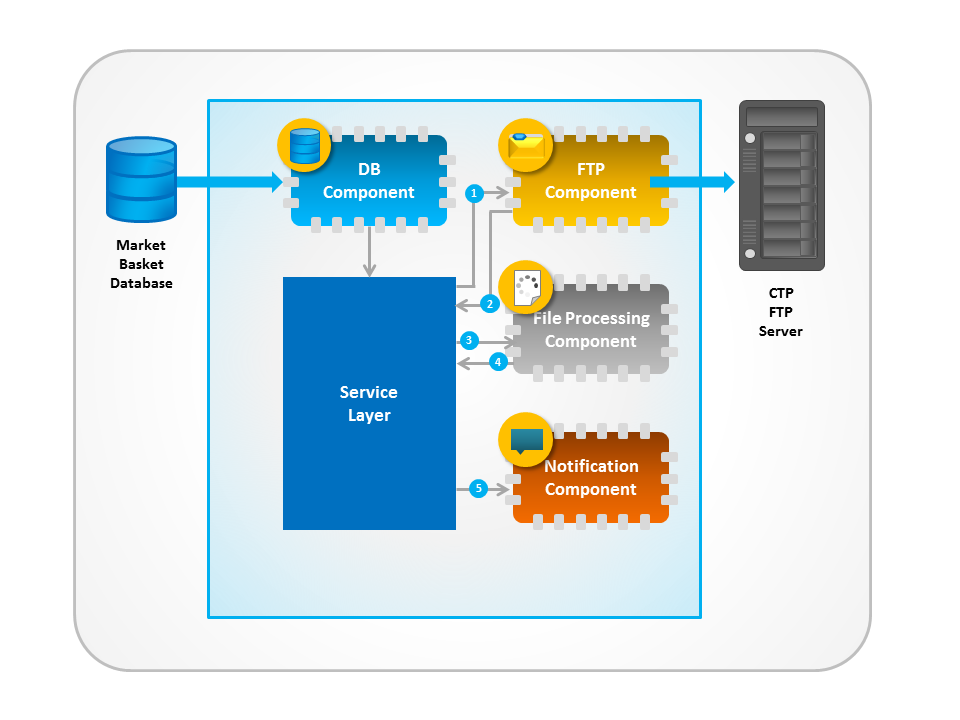 DB
Component
FTP
Component
1
Market
Basket
Database
2
CTP
FTP
Server
File Processing
Component
3
4
Service
Layer
Notification
Component
5